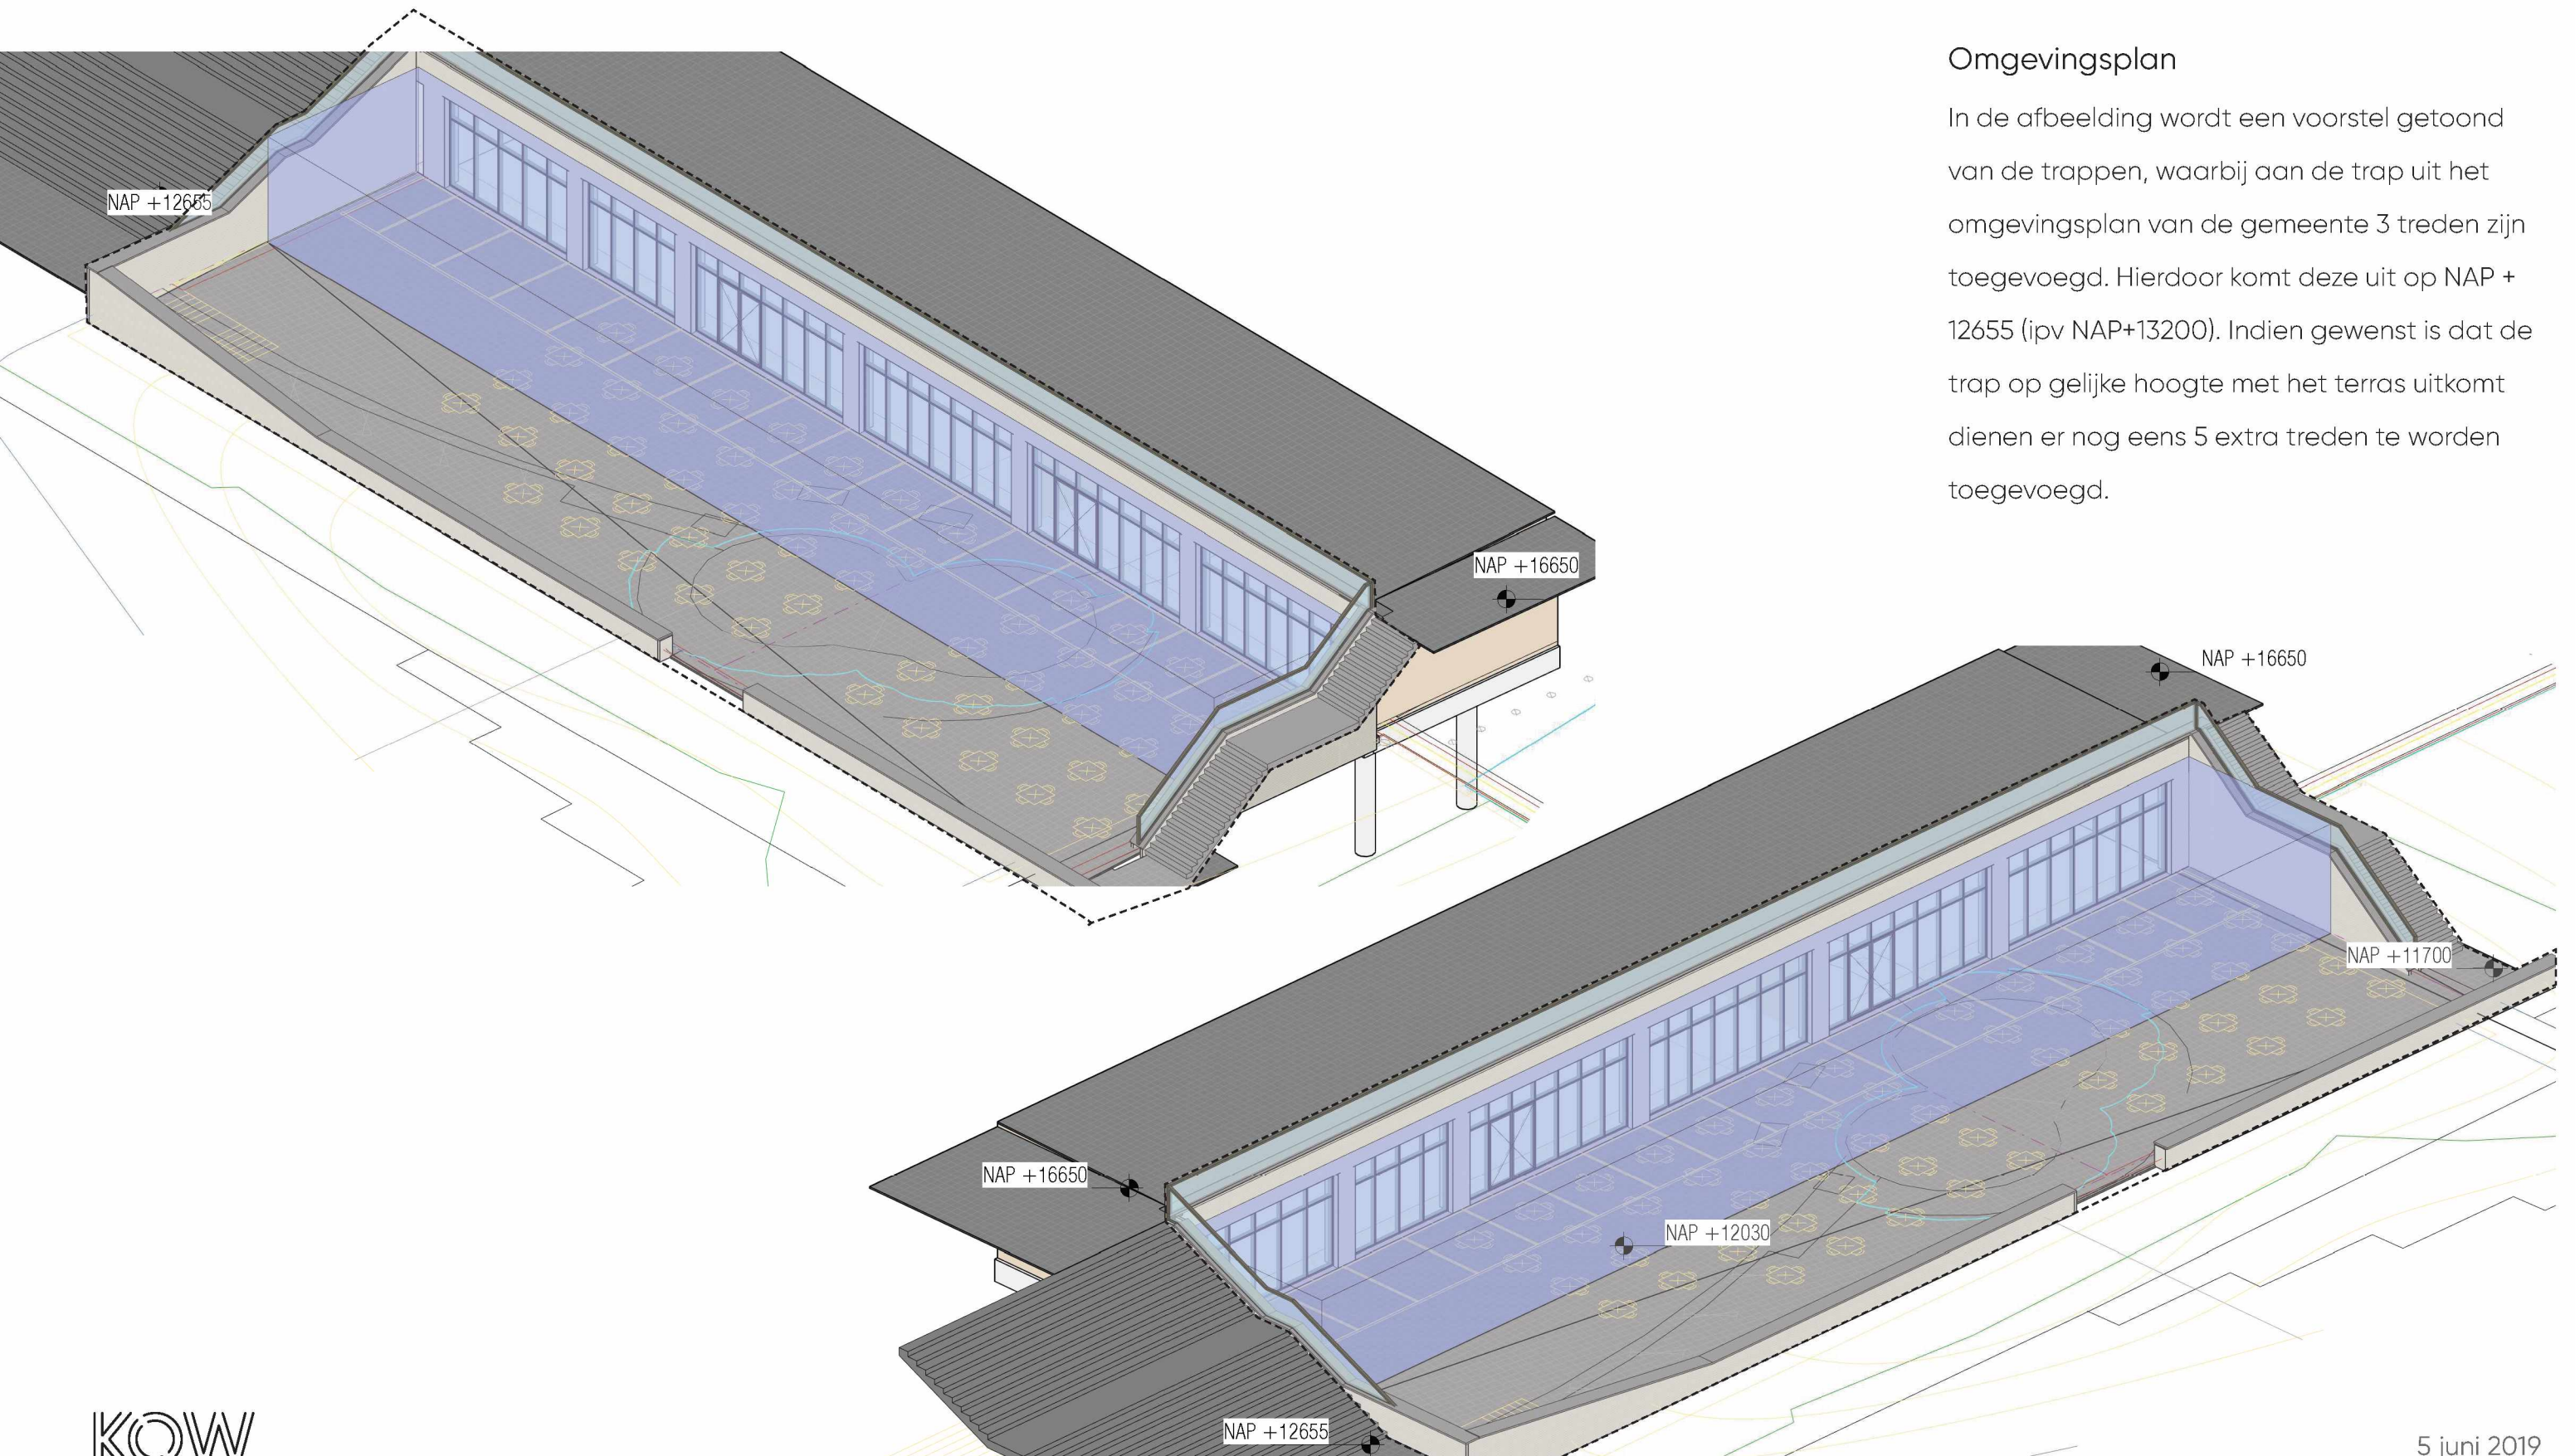 Omgevingsplan
In de afbeelding wordt een voorstel getoond
van de trappen, waarbij aan de trap uit het
omgevingsplan van de gemeente 3 treden zijn
toegevoegd. Hierdoor komt deze uit op NAP +
12655 (ipv NAP+13200). Indien gewenst is dat de
trap op gelijke hoogte met het terras uitkomt
dienen er nog eens 5 extra treden te worden
toegevoegd.
NAP +12655
NAP +16650
NAP +16650
NAP +11700
NAP +16650
NAP +12030
NAP +12655
KOW
5 juni 2019